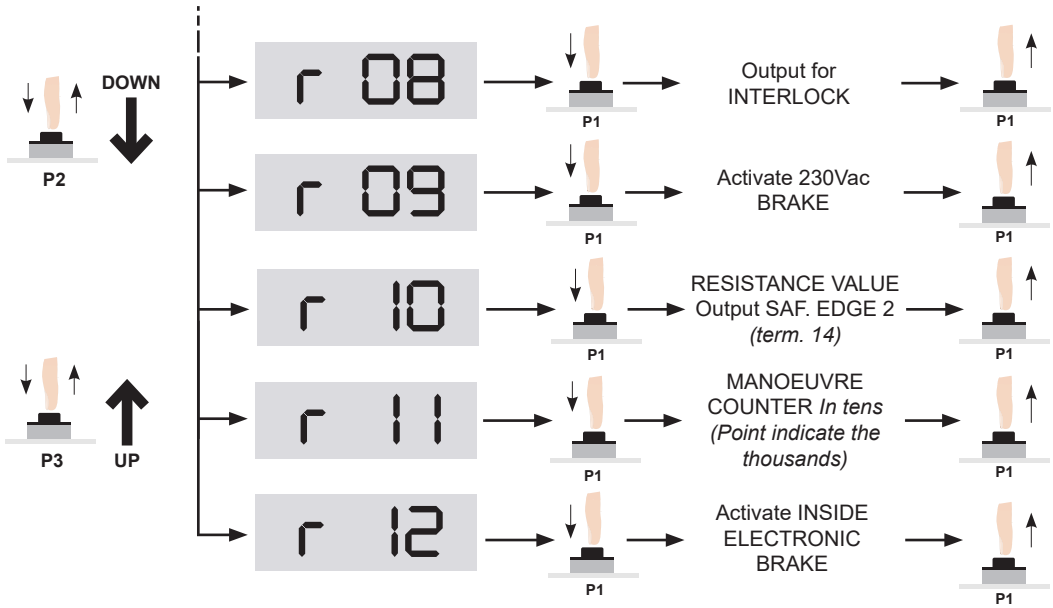 DOWN
P2
r 08
P1
Output for
INTERLOCK
P1
r 09
P1
Activate 230Vac
BRAKE
P1
r 10
P1
RESISTANCE VALUE
Output SAF. EDGE 2
(term. 14)
P1
P3
UP
r 11
P1
MANOEUVRE
COUNTER In tens
(Point indicate the
thousands)
P1
r 12
P1
Activate INSIDE
ELECTRONIC
BRAKE
P1